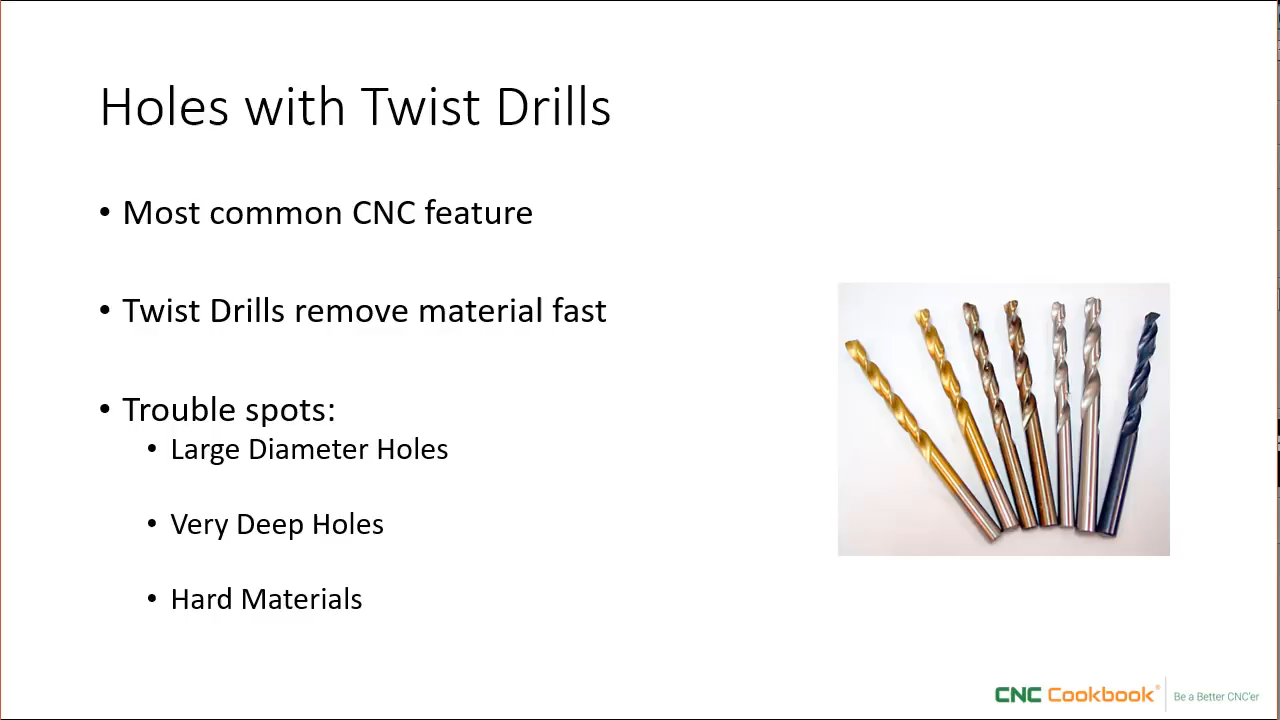 Holes with Twist Drills
• Most common CNC feature
• Twist Drills remove material fast
• Trouble spots:
• Large Diameter Holes
• Very Deep Holes
• Hard Materials
CNC Cookbook® Be a Better CNC'er